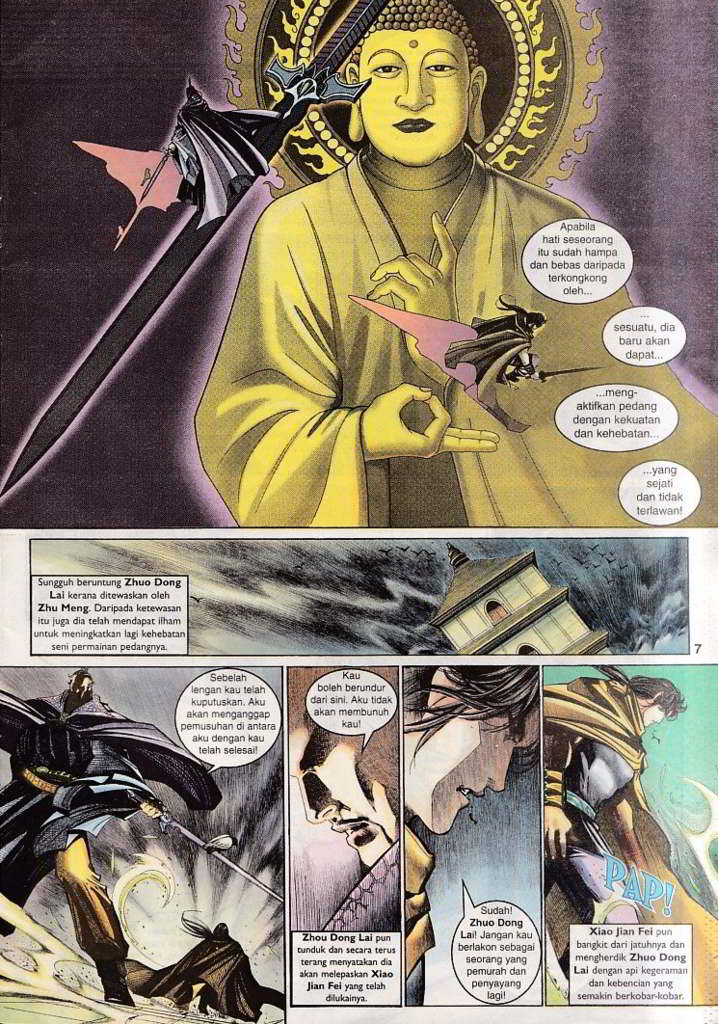 Apabila
hati seseorang
itu sudah hampa
dan bebas daripada
terkongkong
oleh...
...
sesuatu, dia
baru akan
dapat...
...meng-
aktifkan pedang
dengan kekuatan
dan kehebatan...
...yang
sejati
dan tidak
terlawan!
Sungguh beruntung Zhuo Dong
Lai kerana ditewaskan oleh
Zhu Meng. Daripada ketewasan
itu juga dia telah mendapat ilham
untuk meningkatkan lagi kehebatan
seni permainan pedangnya.
7
Sebelah
lengan kau telah
kuputuskan. Aku
akan menganggap
pemusuhan di antara
aku dengan kau
telah selesai!
Kau
boleh berundur
dari sini. Aku tidak
akan membunuh
kau!
Zhou Dong Lai pun
tunduk dan secara terus
terang menyatakan dia
akan melepaskan Xiao
Jian Fei yang telah
dilukainya.
Sudah!
Zhuo Dong
Lai! Jangan kau
berlakon sebagai
seorang yang
pemurah dan
penyayang
lagi!
PAP!
Xiao Jian Fei pun
bangkit dari jatuhnya dan
mengherdik Zhuo Dong
Lai dengan api kegeraman
dan kebencian yang
semakin berkobar-kobar.